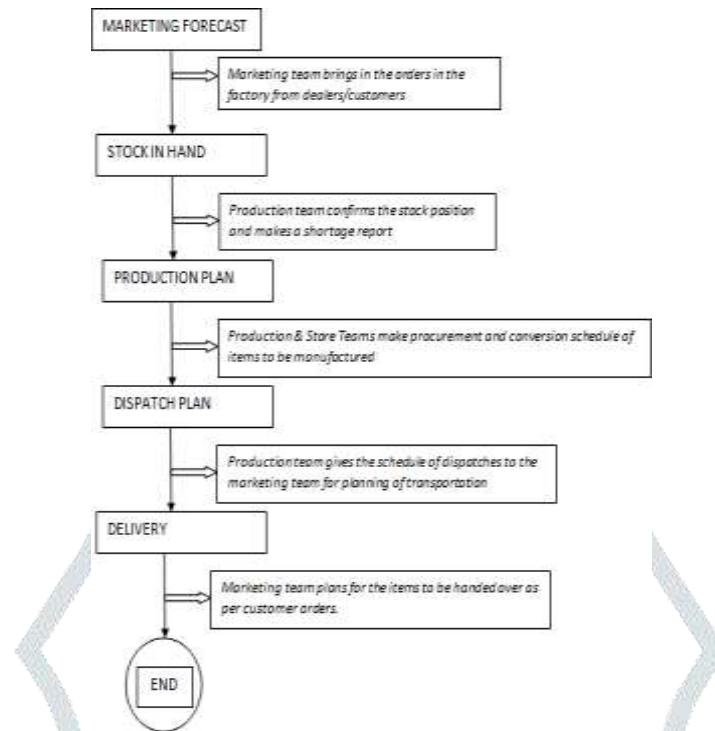 MARKETING FORECAST
Marketing team brings in the orders in the
factory from dealers/customers
STOCK IN HAND
Production team confirms the stock position
and makes a shortage report
PRODUCTION PLAN
Production & Store Teams make procurement and conversion schedule of
items to be manufactured
DISPATCH PLAN
Production team gives the schedule of dispatches to the
marketing team for planning of transportation
DELIVERY
Marketing team plans for the items to be handed over as
per customer orders.
END